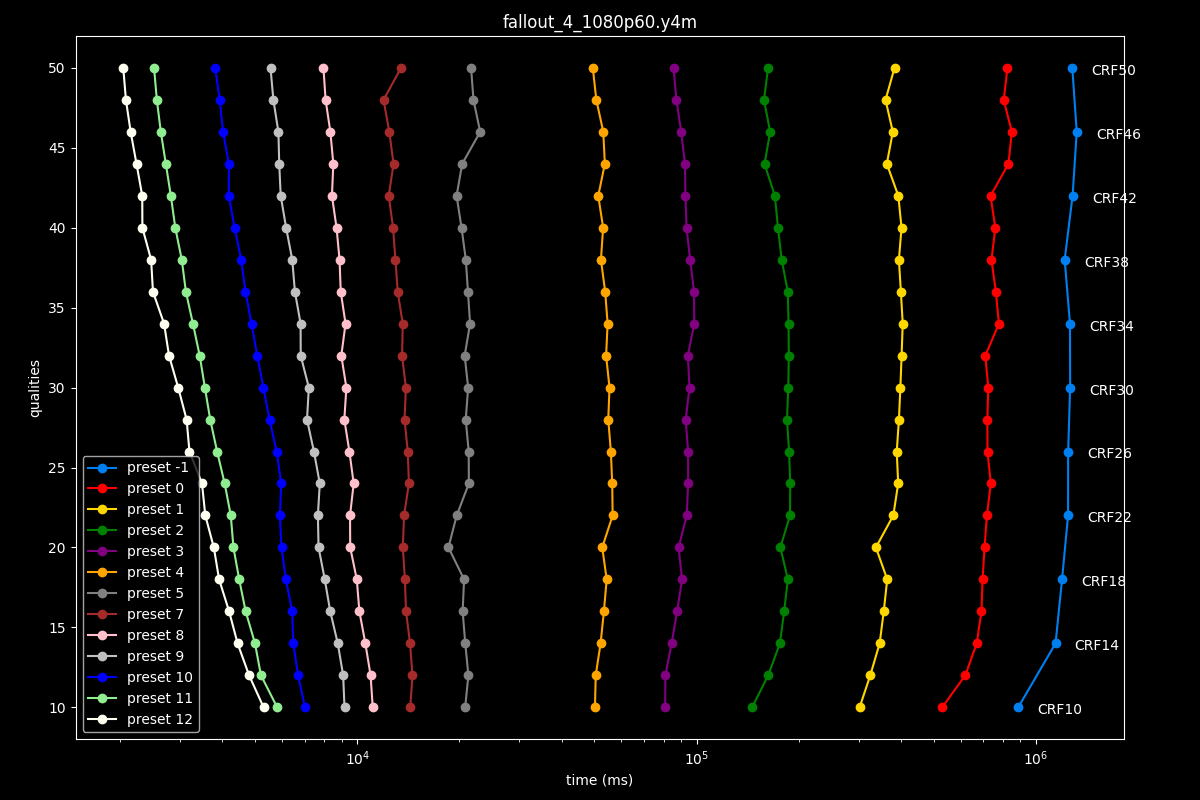 fallout_4_1080p60.y4m
50
45
40
35
30
25
20
15
10
qualities
CRF50
CRF46
CRF42
CRF38
CRF34
CRF30
CRF26
CRF22
CRF18
CRF14
CRF10
preset -1
preset 0
preset 1
preset 2
preset 3
preset 4
preset 5
preset 7
preset 8
preset 9
preset 10
preset 11
preset 12
10⁴ 10⁵ 10⁶
time (ms)